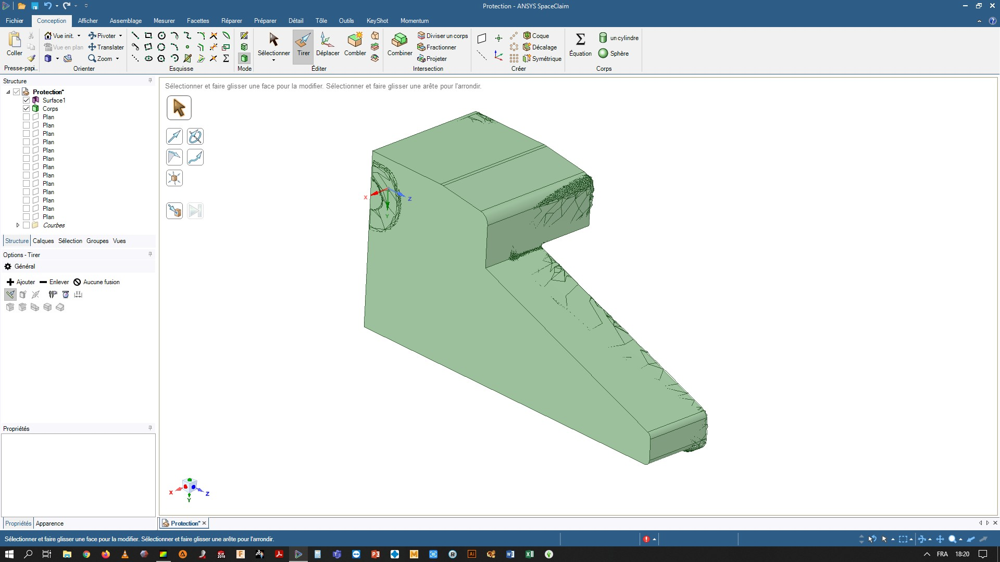 Protection - ANSYS SpaceClaim
Fichier Conception Afficher Assemblage Mesurer Facettes Réparer Préparer Détail Tôle Outils KeyShot Momentum
Coller
Presse-papi...
Vue init. Pivoter
Vue en plan Translater
Zoom
Orienter
Esquisse
Mode
Sélectionner Tirer Déplacer Combler
Éditer
Combiner
Diviser un corps
Fractionner
Projeter
Intersection
Coque
Décalage
Symétrique
Créer
Équation
un cylindre
Sphère
Corps
Structure
Protection*
Surface1
Corps
Plan
Plan
Plan
Plan
Plan
Plan
Plan
Plan
Plan
Plan
Plan
Plan
Plan
Courbes
Structure Calques Sélection Groupes Vues
Options - Tirer
Général
Ajouter Enlever Aucune fusion
Propriétés
Propriétés Apparence
Sélectionner et faire glisser une face pour la modifier. Sélectionner et faire glisser une arête pour l'arrondir.
X Z
Y
X Z
Y
Protection*
Sélectionner et faire glisser une face pour la modifier. Sélectionner et faire glisser une arête pour l'arrondir.
FRA 18:20